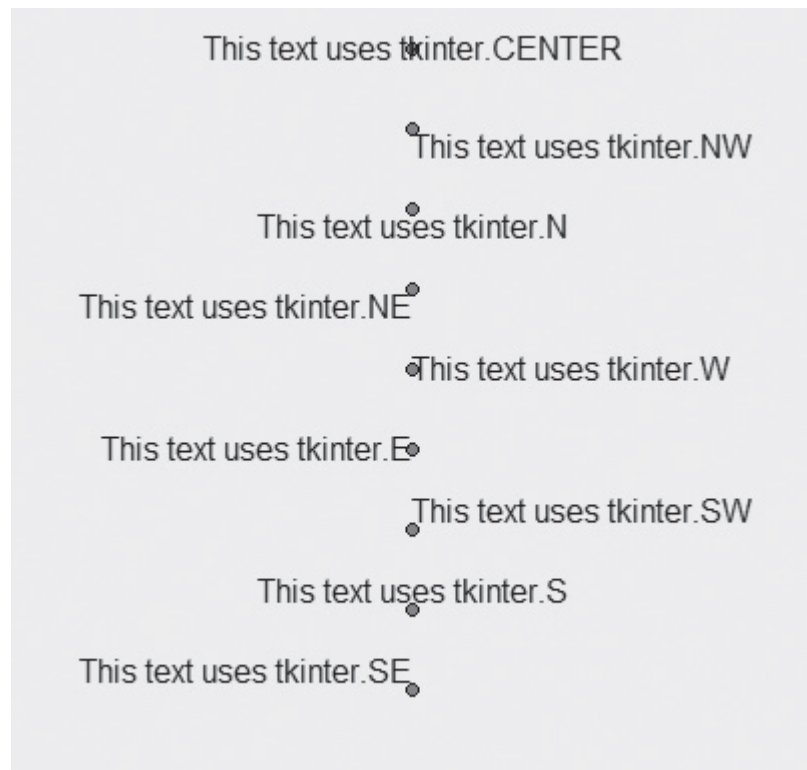 This text uses tkinter.CENTER
This text uses tkinter.NW
This text uses tkinter.N
This text uses tkinter.NE
This text uses tkinter.W
This text uses tkinter.E
This text uses tkinter.SW
This text uses tkinter.S
This text uses tkinter.SE